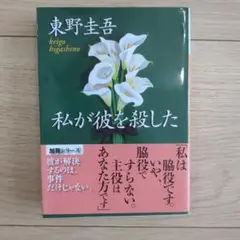 東野圭吾
keigo
higashino
私が彼を殺した
「私は
脇役です。
いや、
脇役で
すらない。
主役は
あなた方です」
加賀シリーズ
彼が解決
するのは、
事件
だけじゃない。